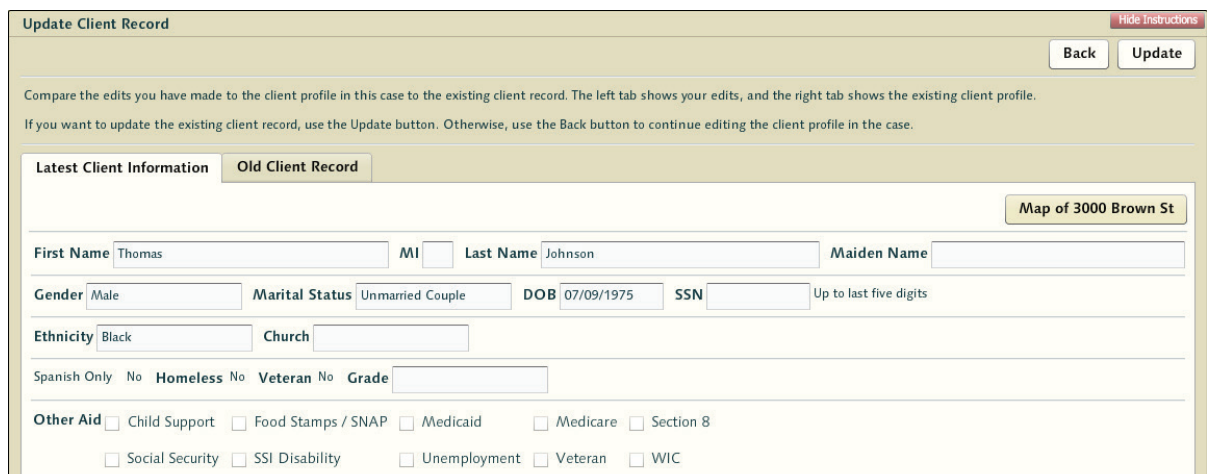 Update Client Record Hide Instructions
Back Update
Compare the edits you have made to the client profile in this case to the existing client record. The left tab shows your edits, and the right tab shows the existing client profile.
If you want to update the existing client record, use the Update button. Otherwise, use the Back button to continue editing the client profile in the case.
Latest Client Information Old Client Record
Map of 3000 Brown St
First Name Thomas MI Last Name Johnson Maiden Name
Gender Male Marital Status Unmarried Couple DOB 07/09/1975 SSN Up to last five digits
Ethnicity Black Church
Spanish Only No Homeless No Veteran No Grade
Other Aid Child Support Food Stamps / SNAP Medicaid Medicare Section 8
Social Security SSI Disability Unemployment Veteran WIC